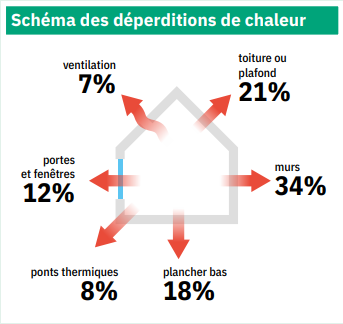 Schéma des déperditions de chaleur
ventilation
7%
toiture ou
plafond
21%
portes
et fenêtres
12%
murs
34%
ponts thermiques
8%
plancher bas
18%